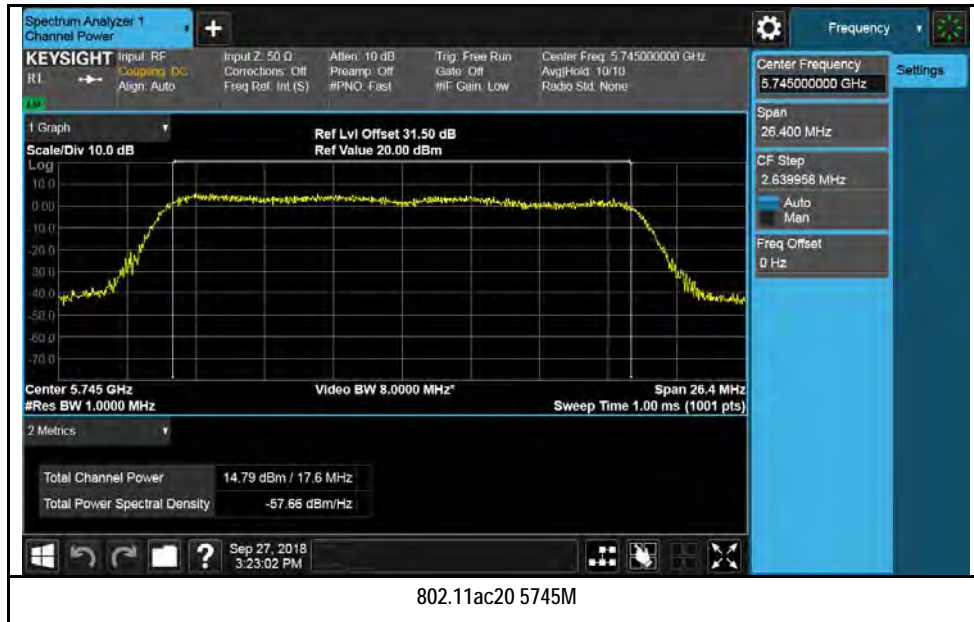 Spectrum Analyzer 1
Channel Power
+
Frequency
KEYSIGHT
Input: RF
Input Z: 50 Ω
Atten: 10 dB
Trig: Free Run
Center Freq: 5.745000000 GHz
RL
Coupling: DC
Corrections: Off
Preamp: Off
Gate: Off
Avg|Hold: 10/10
Align: Auto
Freq Ref: Int (S)
#PNO: Fast
#IF Gain: Low
Radio Std: None
Center Frequency
5.745000000 GHz
Settings
Span
26.400 MHz
CF Step
2.639958 MHz
Auto
Man
Freq Offset
0 Hz
1 Graph
Ref Lvl Offset 31.50 dB
Scale/Div 10.0 dB
Ref Value 20.00 dBm
Log
10.0
0.00
-10.0
-20.0
-30.0
-40.0
-50.0
-60.0
-70.0
Center 5.745 GHz
Video BW 8.0000 MHz*
Span 26.4 MHz
#Res BW 1.0000 MHz
Sweep Time 1.00 ms (1001 pts)
2 Metrics
Total Channel Power
14.79 dBm / 17.6 MHz
Total Power Spectral Density
-57.66 dBm/Hz
?
Sep 27, 2018
3:23:02 PM
802.11ac20 5745M